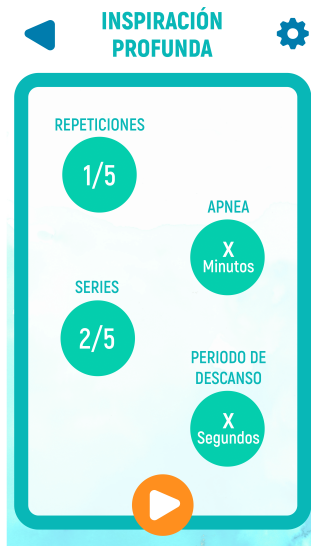 INSPIRACIÓN
PROFUNDA
REPETICIONES
1/5
APNEA
X
Minutos
SERIES
2/5
PERIODO DE
DESCANSO
X
Segundos